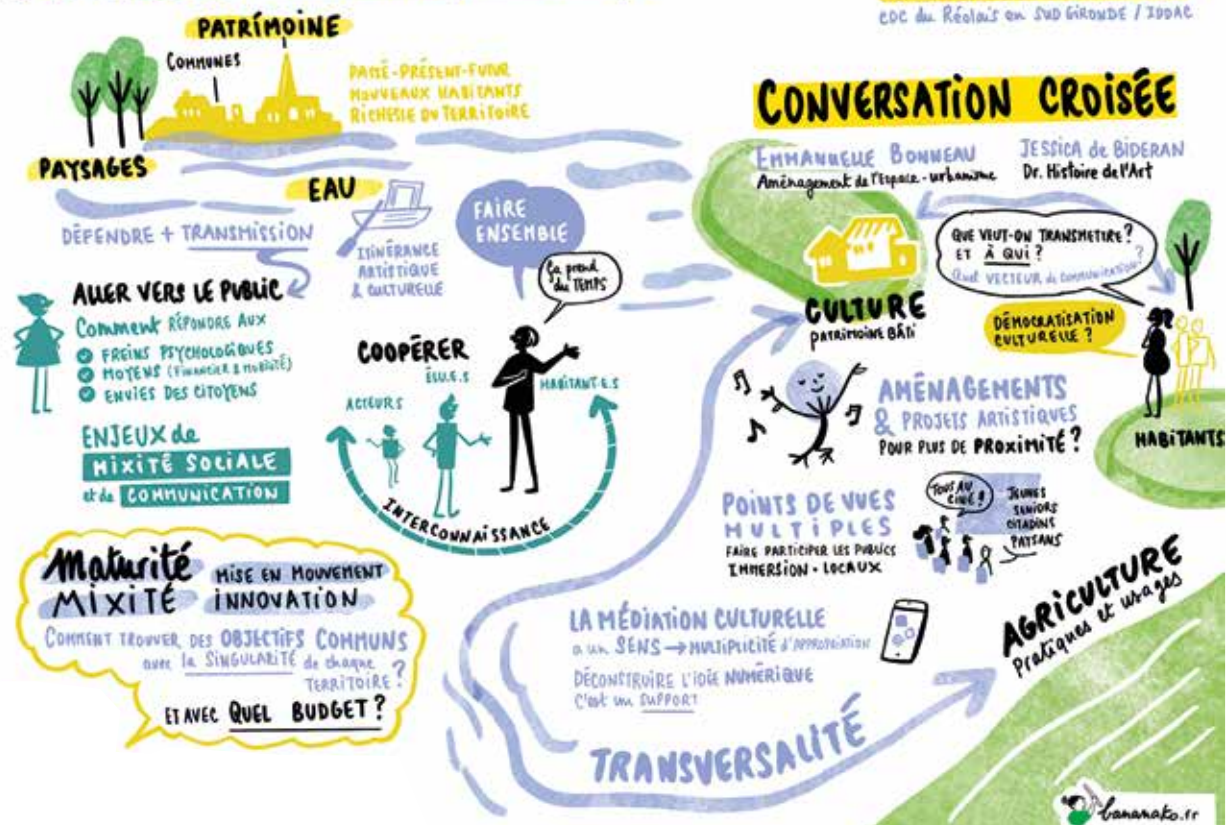 CDC du Réolais en SUD GIRONDE / IDDAC
PATRIMOINE
COMMUNES
PASSÉ-PRÉSENT-FUTUR
NOUVEAUX HABITANTS
RICHESSE DU TERRITOIRE
PAYSAGES
EAU
DÉFENDRE + TRANSMISSION
ITINÉRANCE
ARTISTIQUE
& CULTURELLE
FAIRE
ENSEMBLE
Ça prend
du TEMPS
ALLER VERS LE PUBLIC
Comment RÉPONDRE AUX
FREINS PSYCHOLOGIQUES
MOYENS (FINANCIER & MOBILITÉ)
ENVIES DES CITOYENS
ENJEUX de
MIXITÉ SOCIALE
et de COMMUNICATION
COOPÉRER
ÉLU.E.S
HABITANT.E.S
ACTEURS
INTERCONNAISSANCE
Maturité
MIXITÉ
MISE EN MOUVEMENT
INNOVATION
COMMENT TROUVER DES OBJECTIFS COMMUNS
avec la SINGULARITÉ de chaque
TERRITOIRE ?
ET AVEC QUEL BUDGET ?
CONVERSATION CROISÉE
EMMANUELLE BONNEAU
Aménagement de l'Espace - urbanisme
JESSICA de BIDERAN
Dr. Histoire de l'Art
QUE VEUT-ON TRANSMETTRE ?
ET À QUI ?
Quel VECTEUR de communication ?
CULTURE
PATRIMOINE BÂTI
DÉMOCRATISATION
CULTURELLE ?
HABITANTS
AMÉNAGEMENTS
& PROJETS ARTISTIQUES
POUR PLUS DE PROXIMITÉ ?
POINTS DE VUES
MULTIPLES
FAIRE PARTICIPER LES PUBLICS
IMMERSION - LOCAUX
TOUS AU
CINÉ !
JEUNES
SENIORS
CITADINS
PAYSANS
LA MÉDIATION CULTURELLE
a un SENS → MULTIPLICITÉ d'APPROPRIATION
DÉCONSTRUIRE L'IDÉE NUMÉRIQUE
C'est un SUPPORT
TRANSVERSALITÉ
AGRICULTURE
Pratiques et usages
bananako.fr